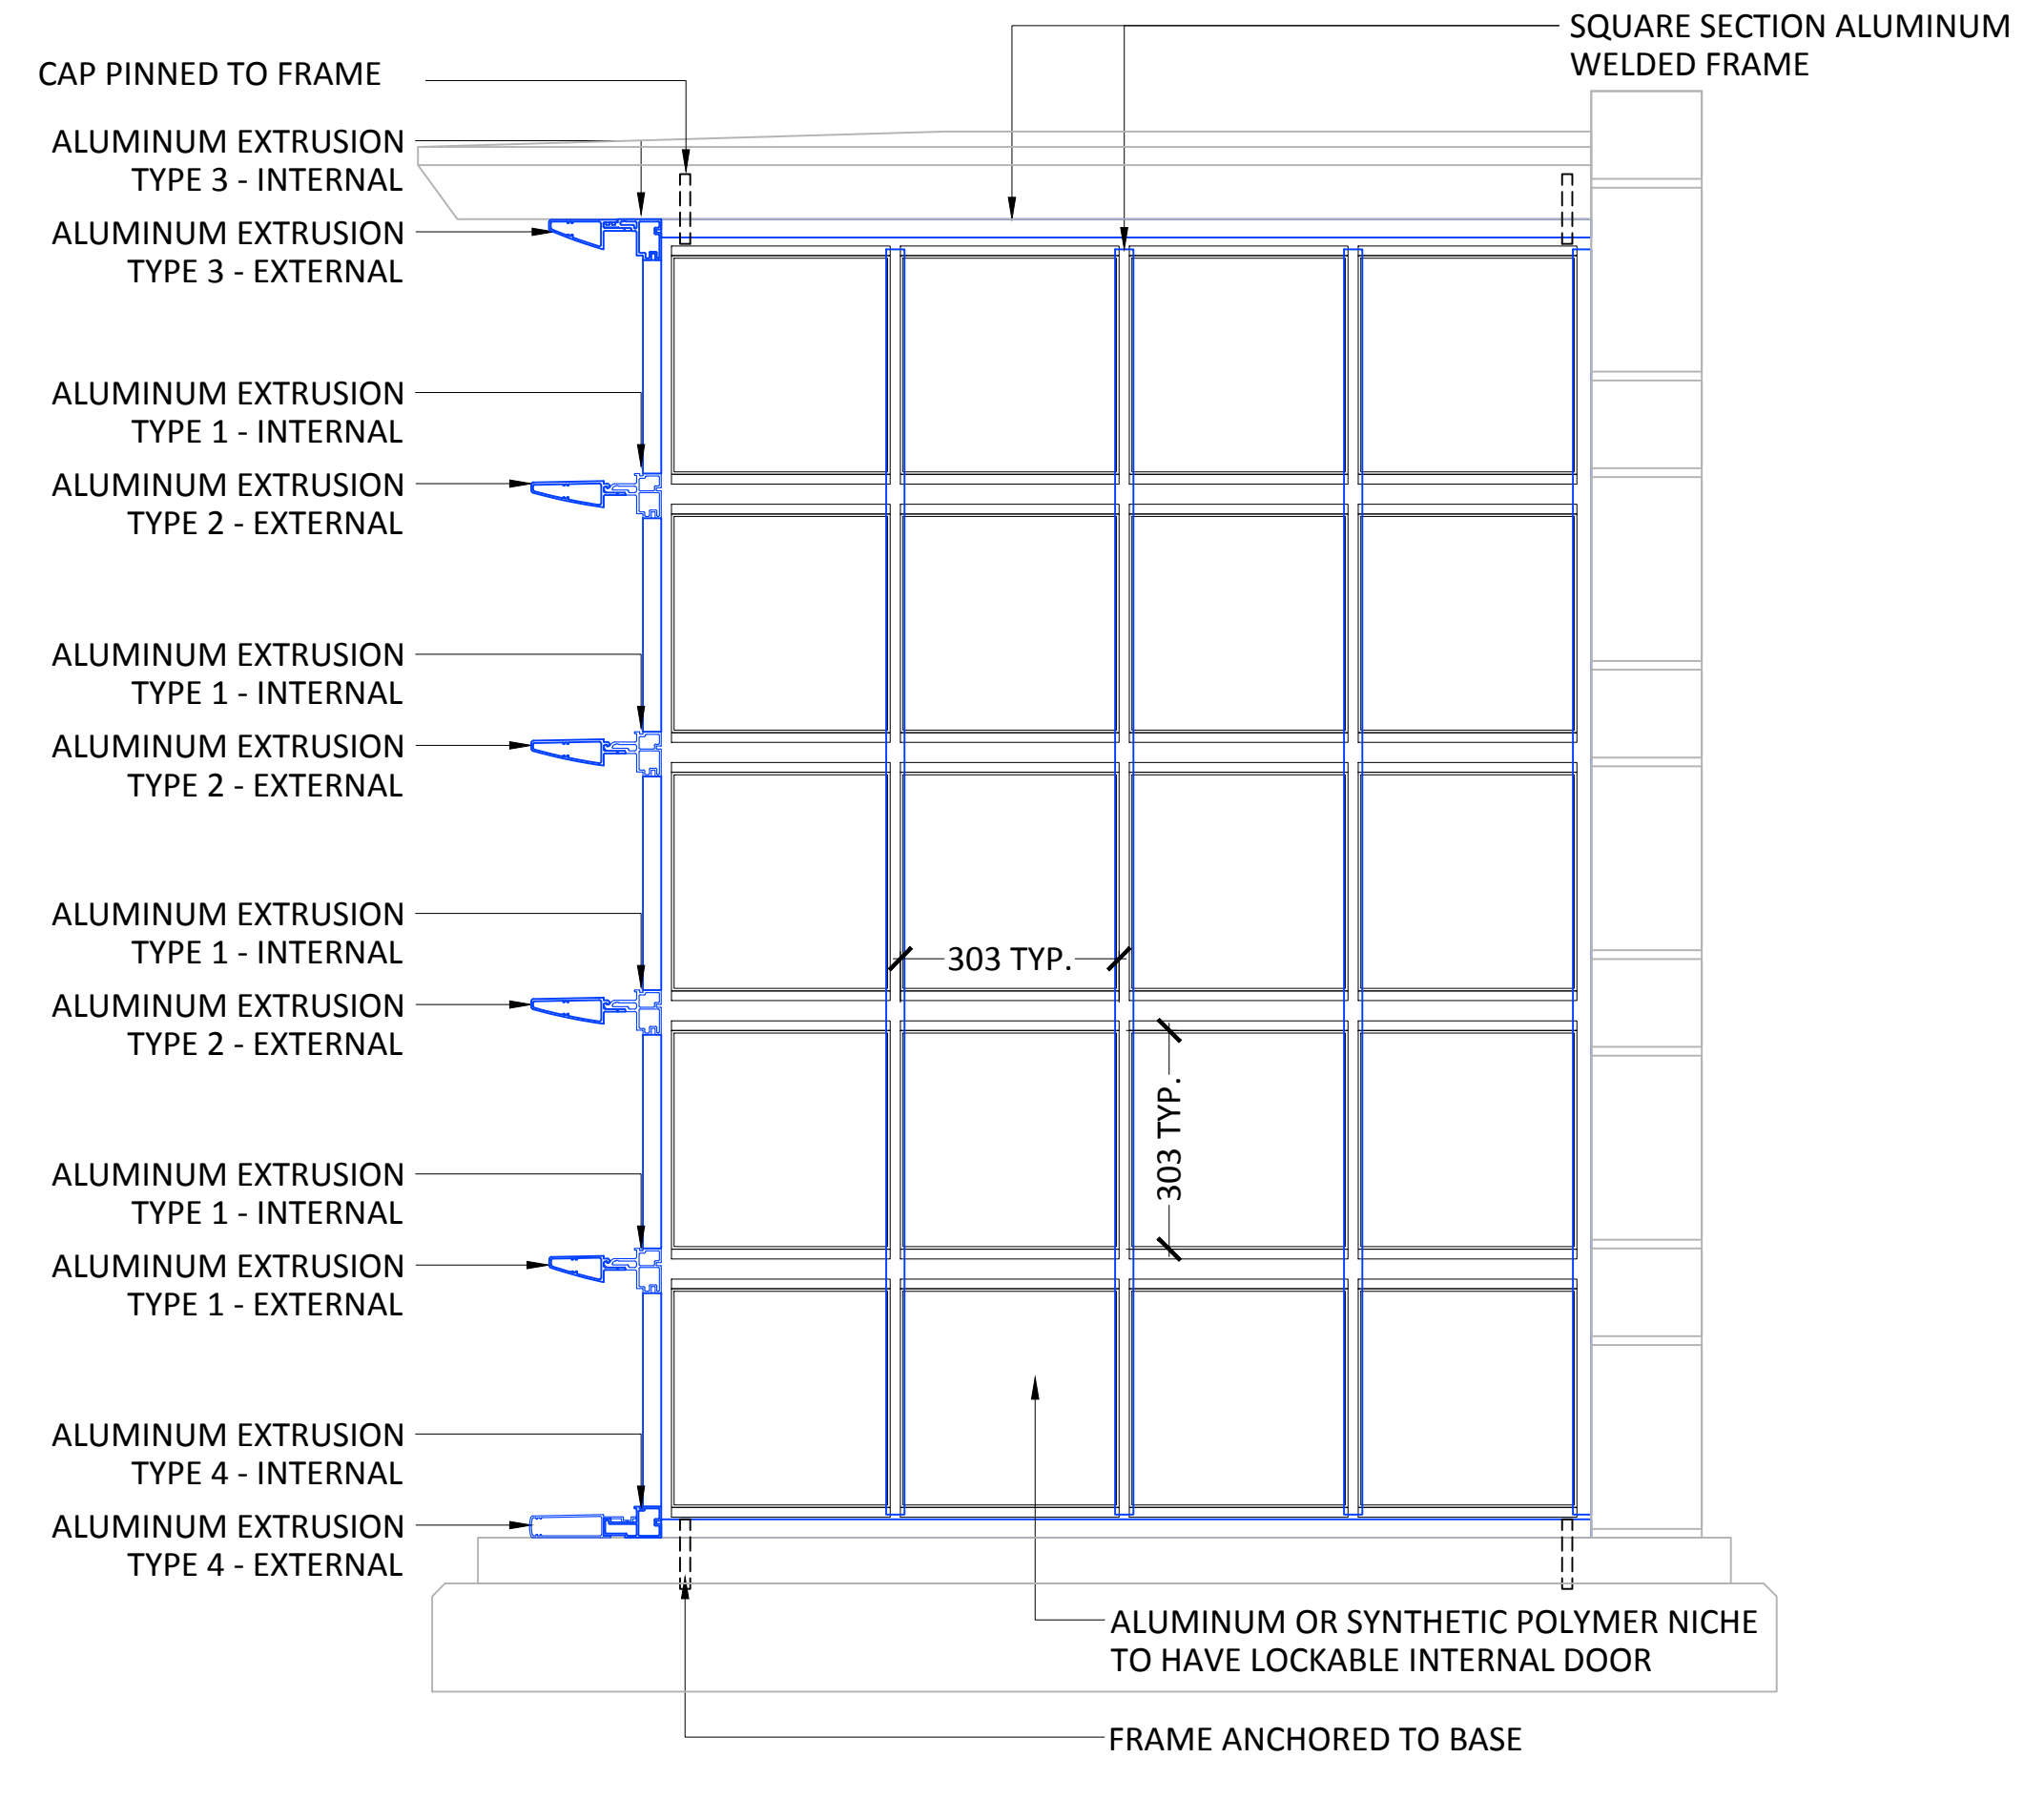 SQUARE SECTION ALUMINUM
WELDED FRAME
CAP PINNED TO FRAME
ALUMINUM EXTRUSION
TYPE 3 - INTERNAL
ALUMINUM EXTRUSION
TYPE 3 - EXTERNAL
ALUMINUM EXTRUSION
TYPE 1 - INTERNAL
ALUMINUM EXTRUSION
TYPE 2 - EXTERNAL
ALUMINUM EXTRUSION
TYPE 1 - INTERNAL
ALUMINUM EXTRUSION
TYPE 2 - EXTERNAL
ALUMINUM EXTRUSION
TYPE 1 - INTERNAL
ALUMINUM EXTRUSION
TYPE 2 - EXTERNAL
303 TYP.
303 TYP.
ALUMINUM EXTRUSION
TYPE 1 - INTERNAL
ALUMINUM EXTRUSION
TYPE 1 - EXTERNAL
ALUMINUM EXTRUSION
TYPE 4 - INTERNAL
ALUMINUM EXTRUSION
TYPE 4 - EXTERNAL
ALUMINUM OR SYNTHETIC POLYMER NICHE
TO HAVE LOCKABLE INTERNAL DOOR
FRAME ANCHORED TO BASE